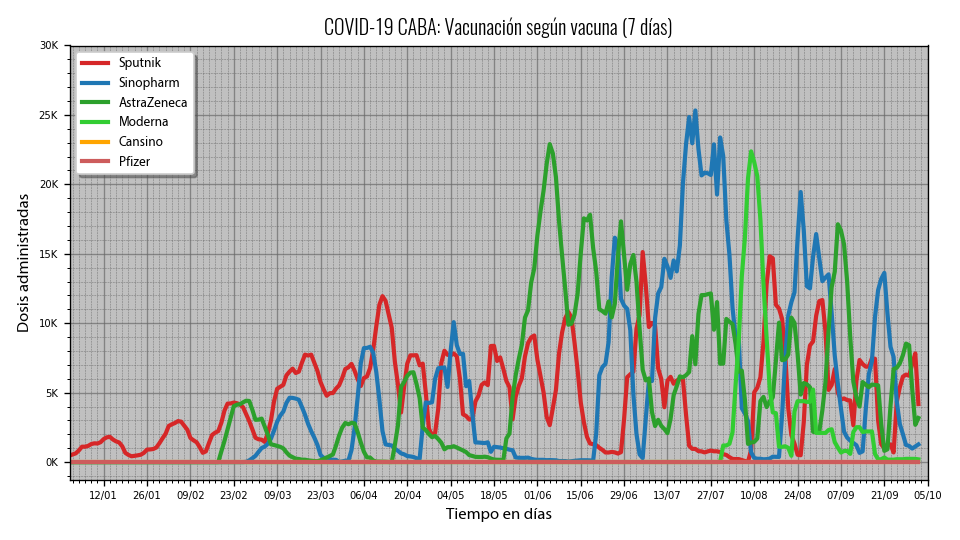 COVID-19 CABA: Vacunación según vacuna (7 días)
Sputnik
Sinopharm
AstraZeneca
Moderna
Cansino
Pfizer
Dosis administradas
30K
25K
20K
15K
10K
5K
0K
12/01 26/01 09/02 23/02 09/03 23/03 06/04 20/04 04/05 18/05 01/06 15/06 29/06 13/07 27/07 10/08 24/08 07/09 21/09 05/10
Tiempo en días